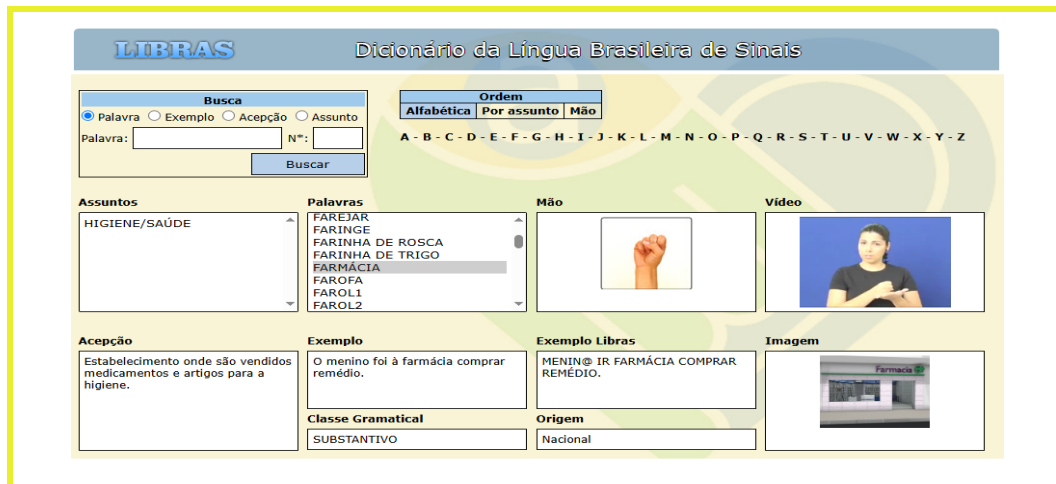 LIBRAS Dicionário da Língua Brasileira de Sinais
Busca
Palavra Exemplo Acepção Assunto
Palavra: N°:
Buscar
Ordem
Alfabética Por assunto Mão
A - B - C - D - E - F - G - H - I - J - K - L - M - N - O - P - Q - R - S - T - U - V - W - X - Y - Z
Assuntos
HIGIENE/SAÚDE
Palavras
FAREJAR
FARINGE
FARINHA DE ROSCA
FARINHA DE TRIGO
FARMÁCIA
FAROFA
FAROL1
FAROL2
Mão
Vídeo
Acepção
Estabelecimento onde são vendidos
medicamentos e artigos para a
higiene.
Exemplo
O menino foi à farmácia comprar
remédio.
Exemplo Libras
MENIN@ IR FARMÁCIA COMPRAR
REMÉDIO.
Imagem
Farmacia
Classe Gramatical
SUBSTANTIVO
Origem
Nacional